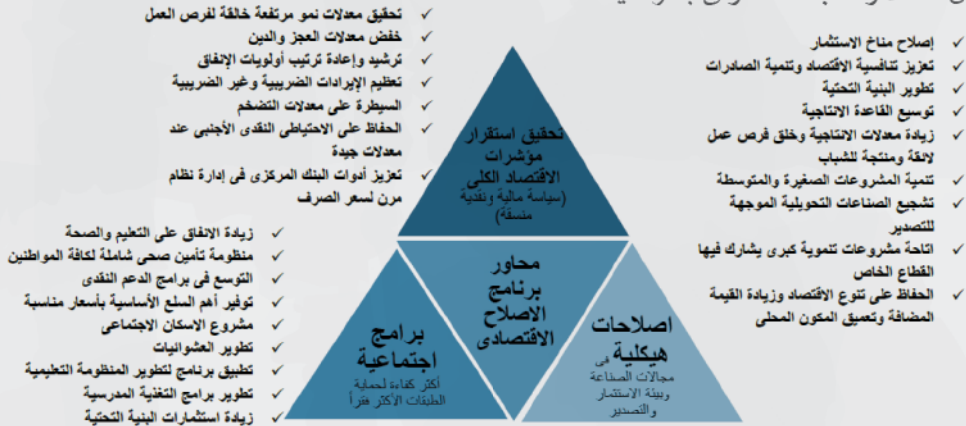 تحقيق معدلات نمو مرتفعة خالقة لفرص العمل
خفض معدلات العجز والدين
ترشيد وإعادة ترتيب أولويات الإنفاق
تعظيم الإيرادات الضريبية وغير الضريبية
السيطرة على معدلات التضخم
الحفاظ على الاحتياطى النقدى الأجنبى عند
معدلات جيدة
تعزيز أدوات البنك المركزى فى إدارة نظام
مرن لسعر الصرف
إصلاح مناخ الاستثمار
تعزيز تنافسية الاقتصاد وتنمية الصادرات
تطوير البنية التحتية
توسيع القاعدة الانتاجية
زيادة معدلات الانتاجية وخلق فرص عمل
لائقة ومنتجة للشباب
تنمية المشروعات الصغيرة والمتوسطة
تشجيع الصناعات التحويلية الموجهة
للتصدير
اتاحة مشروعات تنموية كبرى يشارك فيها
القطاع الخاص
الحفاظ على تنوع الاقتصاد وزيادة القيمة
المضافة وتعميق المكون المحلى
تحقيق استقرار
مؤشرات
الاقتصاد الكلى
(سياسة مالية ونقدية
منسقة)
محاور
برنامج
الاصلاح
الاقتصادى
اصلاحات
هيكلية فى
مجالات الصناعة
وبيئة الاستثمار
والتصدير
برامج
اجتماعية
أكثر كفاءة لحماية
الطبقات الأكثر فقراً
زيادة الانفاق على التعليم والصحة
منظومة تأمين صحى شاملة لكافة المواطنين
التوسع فى برامج الدعم النقدى
توفير أهم السلع الأساسية بأسعار مناسبة
مشروع الاسكان الاجتماعى
تطوير العشوائيات
تطبيق برنامج لتطوير المنظومة التعليمية
تطوير برامج التغذية المدرسية
زيادة استثمارات البنية التحتية